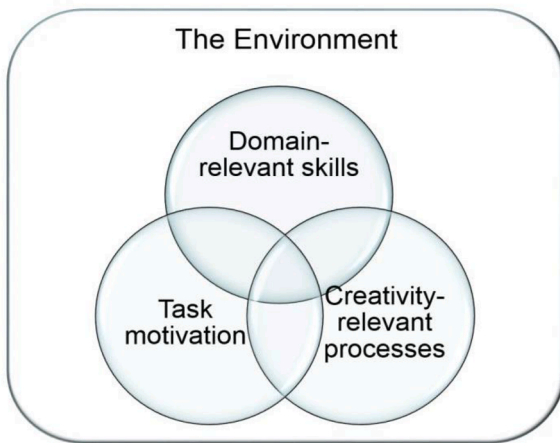 The Environment
Domain-
relevant skills
Task
motivation
Creativity-
relevant
processes